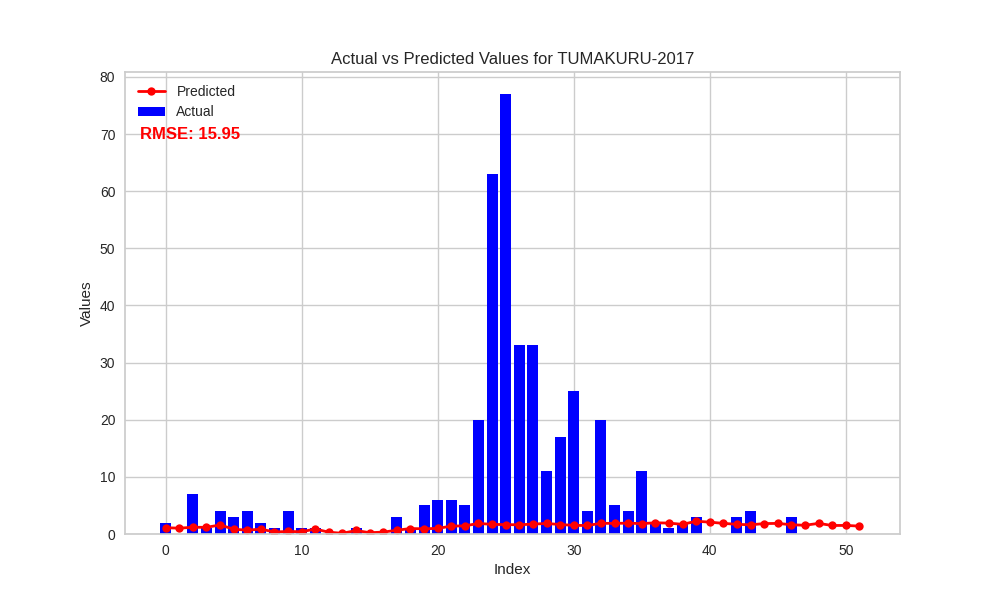 Actual vs Predicted Values for TUMAKURU-2017
Predicted
Actual
RMSE: 15.95
80
70
60
50
40
30
20
10
0
Values
0 10 20 30 40 50
Index